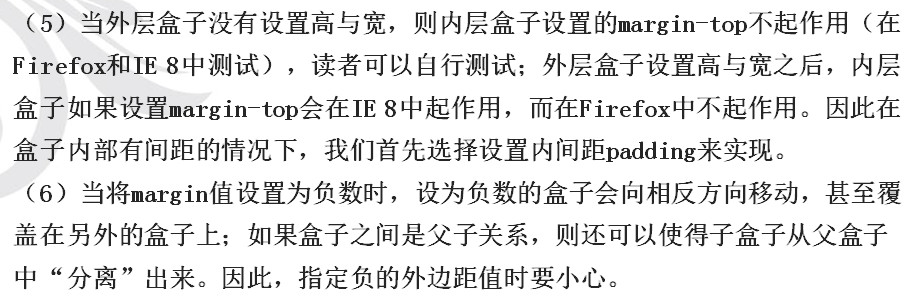 （5）当外层盒子没有设置高与宽，则内层盒子设置的margin-top不起作用（在
Firefox和IE 8中测试），读者可以自行测试；外层盒子设置高与宽之后，内层
盒子如果设置margin-top会在IE 8中起作用，而在Firefox中不起作用。因此在
盒子内部有间距的情况下，我们首先选择设置内间距padding来实现。
（6）当将margin值设置为负数时，设为负数的盒子会向相反方向移动，甚至覆
盖在另外的盒子上；如果盒子之间是父子关系，则还可以使得子盒子从父盒子
中“分离”出来。因此，指定负的外边距值时要小心。